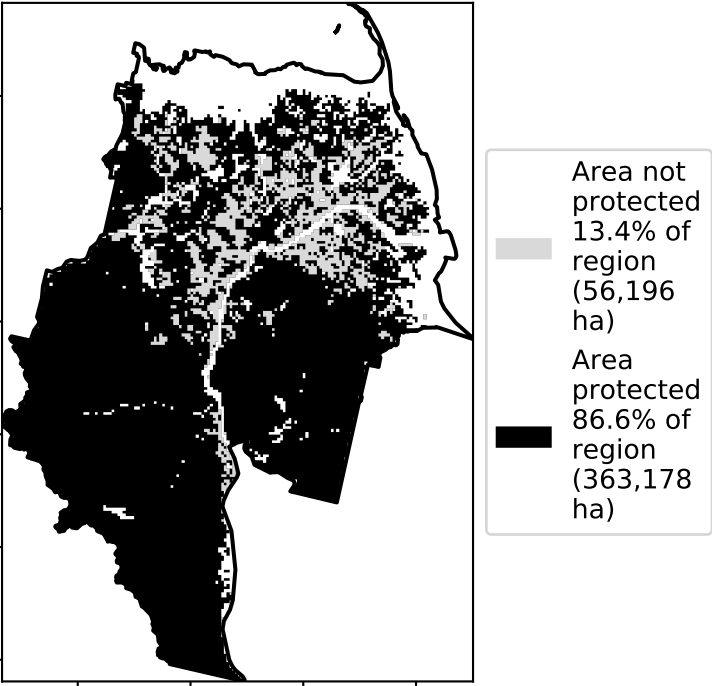 Area not
protected
13.4% of
region
(56,196
ha)
Area
protected
86.6% of
region
(363,178
ha)